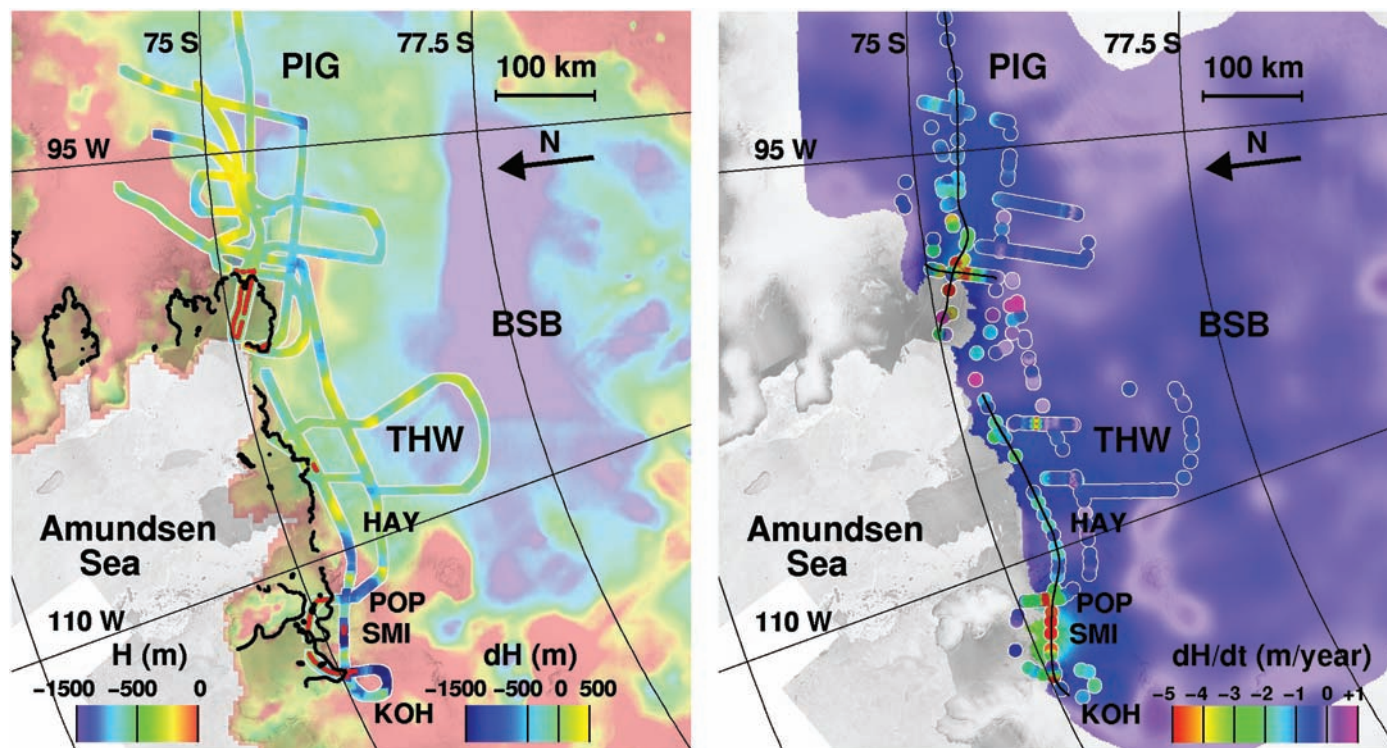 75 S
77.5 S
PIG
100 km
95 W
N
BSB
THW
Amundsen
Sea
HAY
110 W
POP
SMI
H (m)
−1500 −500 0
dH (m)
−1500 −500 500
KOH
75 S
77.5 S
PIG
100 km
95 W
N
BSB
THW
Amundsen
Sea
HAY
110 W
POP
SMI
dH/dt (m/year)
−5 −4 −3 −2 −1 0 +1
KOH